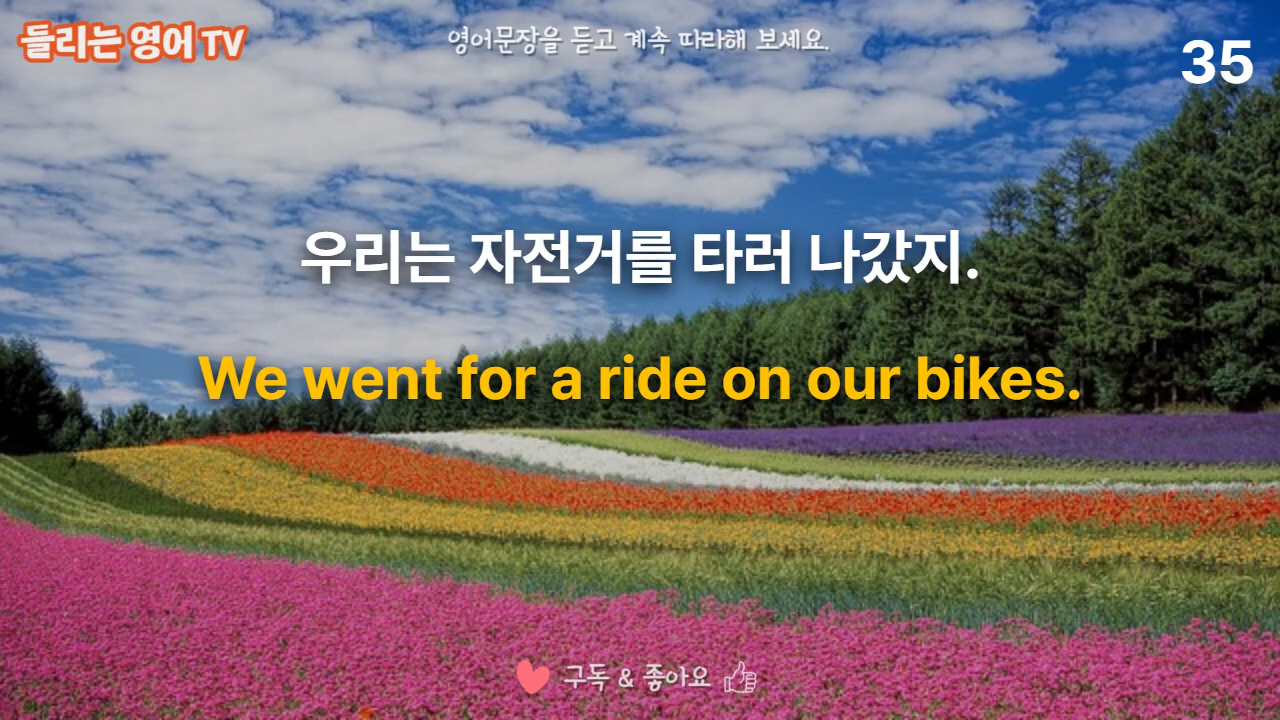 들리는 영어 TV
영어문장을 듣고 계속 따라해 보세요.
35
우리는 자전거를 타러 나갔지.
We went for a ride on our bikes.
구독 & 좋아요